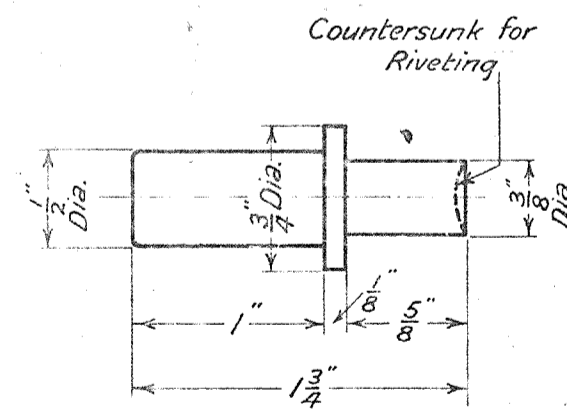 Countersunk for
Riveting
1/2" Dia.
3/4" Dia.
3/8" Dia
1"
1/8"
5/8"
1 3/4"